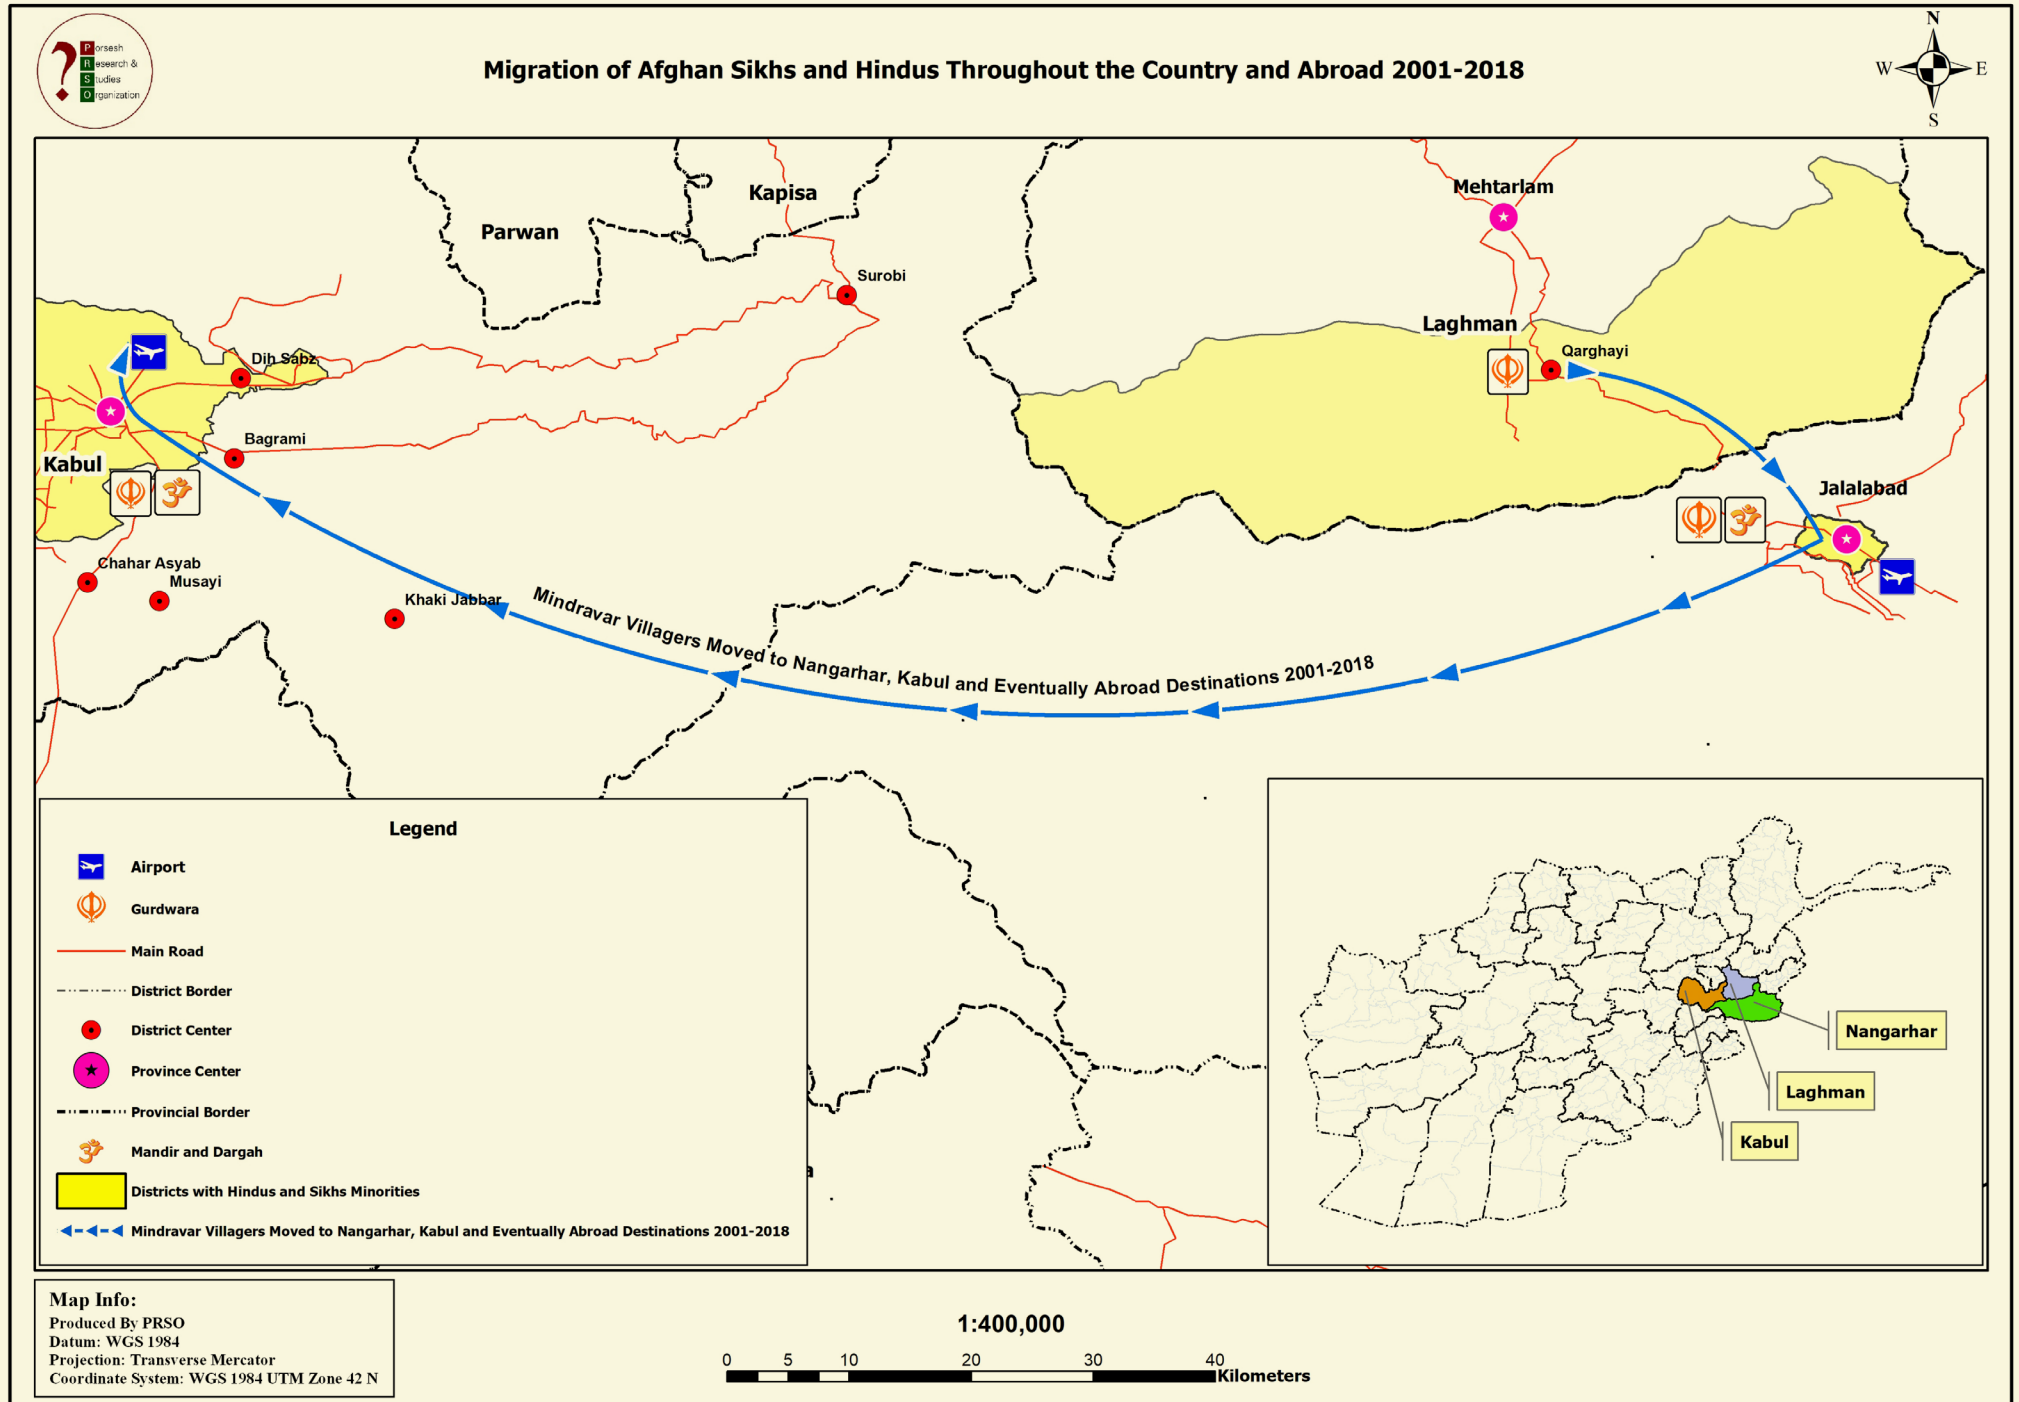 Porsesh
Research &
Studies
Organization
Migration of Afghan Sikhs and Hindus Throughout the Country and Abroad 2001-2018
N
W
E
S
Kapisa
Parwan
Mehtarlam
Surobi
Laghman
Qarghayi
Dih Sabz
Bagrami
Kabul
Jalalabad
Chahar Asyab
Musayi
Khaki Jabbar
Mindravar Villagers Moved to Nangarhar, Kabul and Eventually Abroad Destinations 2001-2018
Legend
Airport
Gurdwara
Main Road
District Border
District Center
Province Center
Provincial Border
Mandir and Dargah
Districts with Hindus and Sikhs Minorities
Mindravar Villagers Moved to Nangarhar, Kabul and Eventually Abroad Destinations 2001-2018
Nangarhar
Laghman
Kabul
Map Info:
Produced By PRSO
Datum: WGS 1984
Projection: Transverse Mercator
Coordinate System: WGS 1984 UTM Zone 42 N
1:400,000
0 5 10 20 30 40
Kilometers